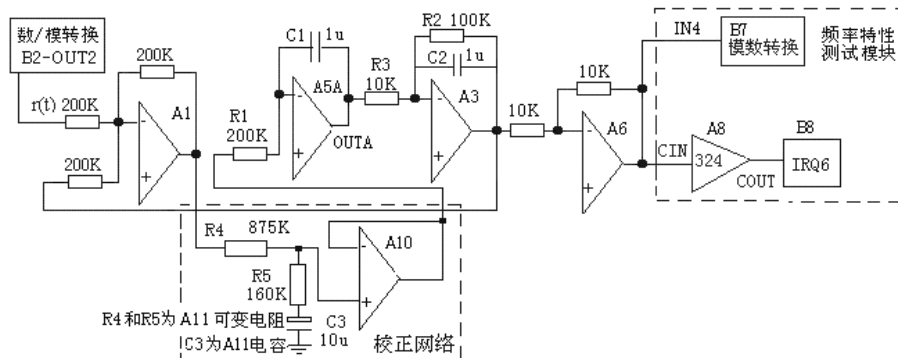 数/模转换
B2-OUT2
200K
r(t) 200K
A1
200K
C1
1u
A5A
R1
200K
OUTA
R3
10K
R2 100K
C2
1u
A3
10K
10K
A6
IN4
B7
模数转换
频率特性
测试模块
A8
324
CIN
COUT
B8
IRQ6
R4
875K
R5
160K
A10
R4和R5为A11可变电阻
C3为A11电容
C3
10u
校正网络
-
+
-
+
-
+
-
+
-
+